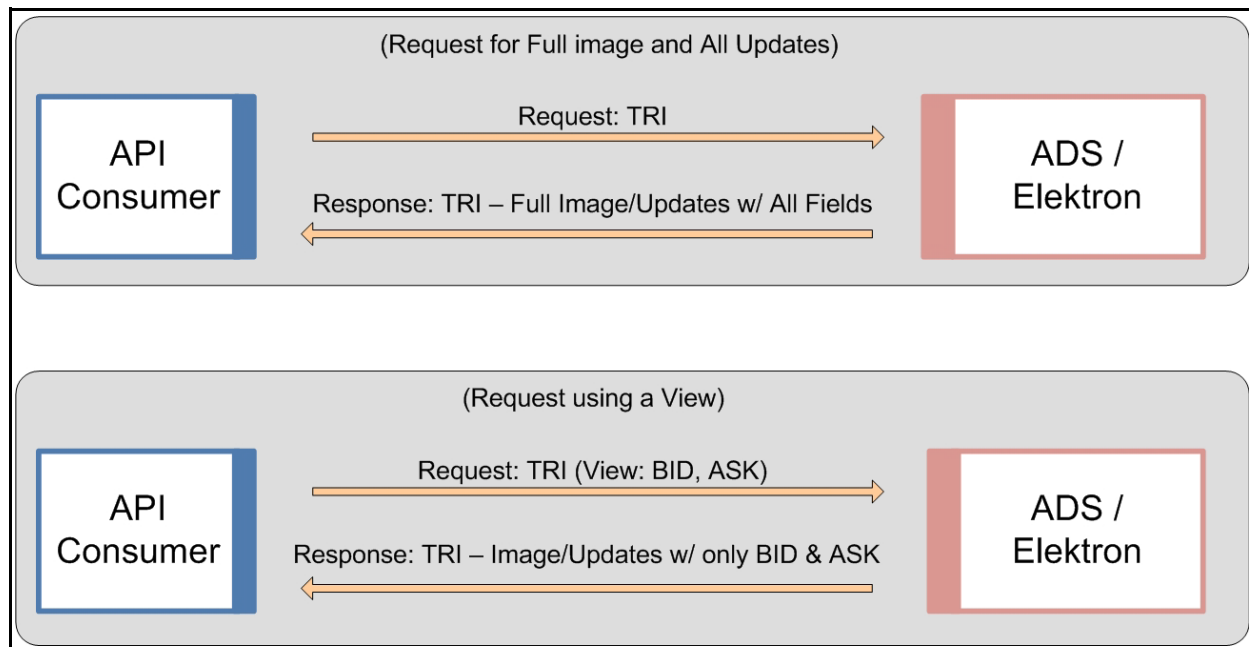 (Request for Full image and All Updates)
API
Consumer
Request: TRI
Response: TRI – Full Image/Updates w/ All Fields
ADS /
Elektron
(Request using a View)
API
Consumer
Request: TRI (View: BID, ASK)
Response: TRI – Image/Updates w/ only BID & ASK
ADS /
Elektron